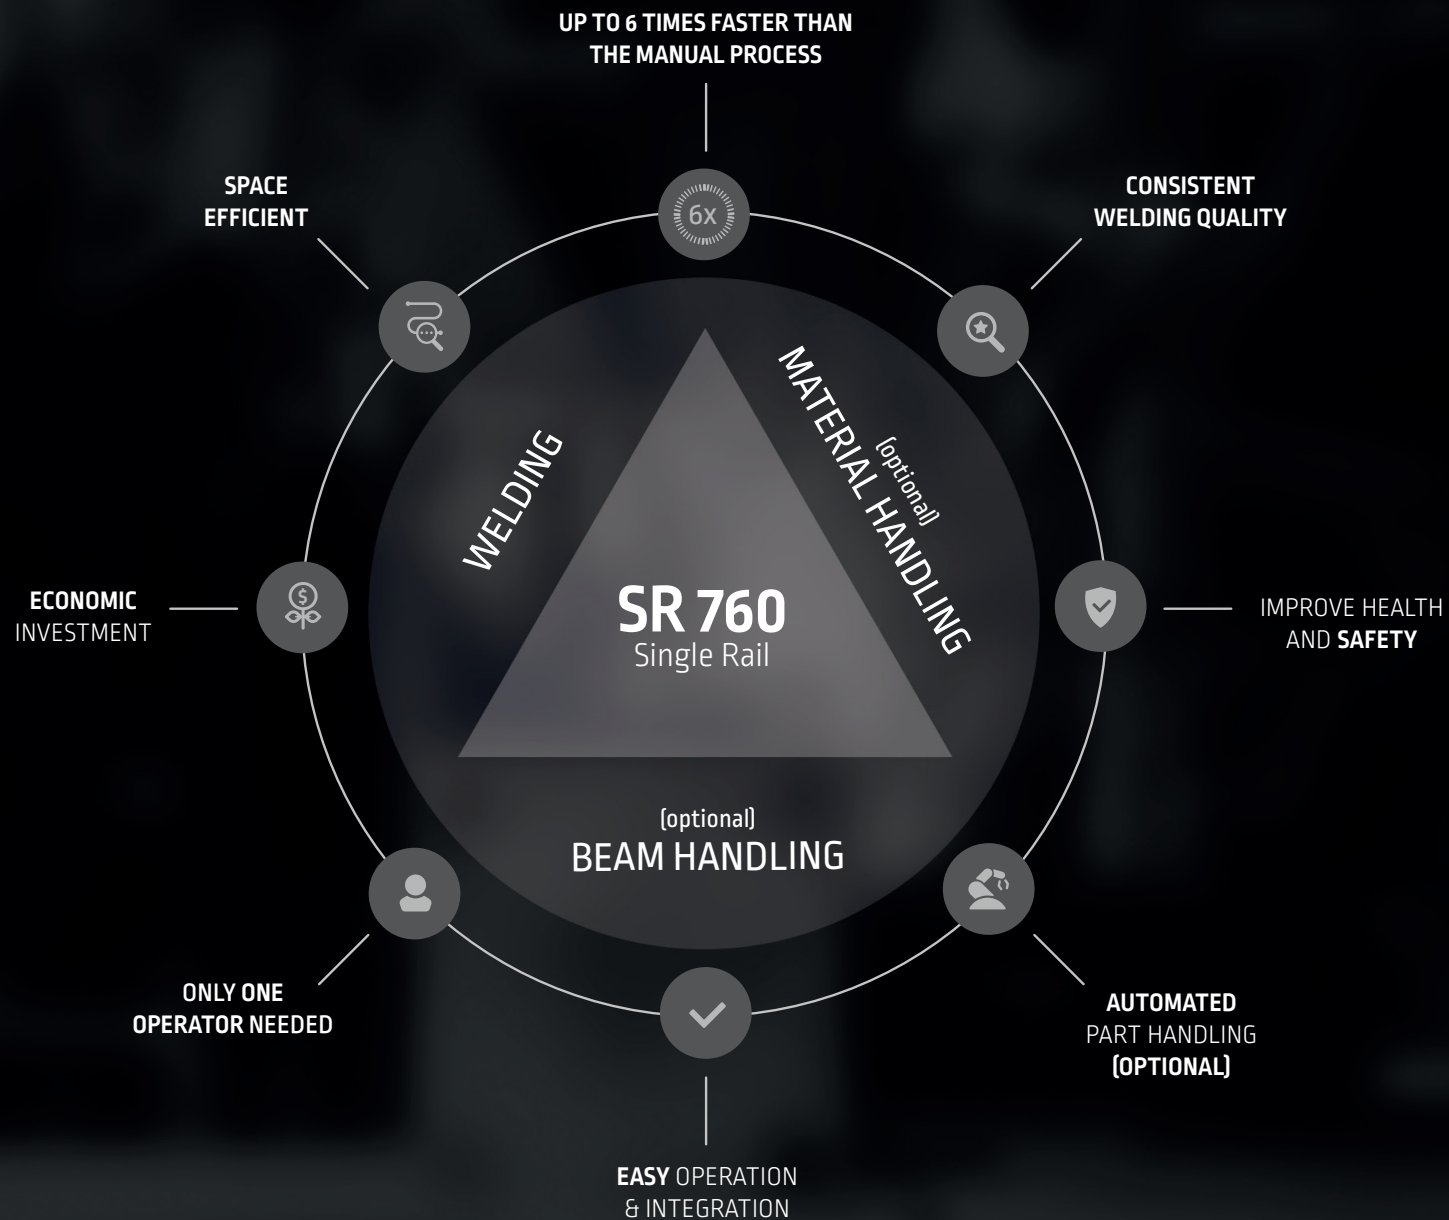 UP TO 6 TIMES FASTER THAN
THE MANUAL PROCESS
SPACE
EFFICIENT
6x
CONSISTENT
WELDING QUALITY
WELDING
MATERIAL HANDLING
(optional)
ECONOMIC
INVESTMENT
$
SR 760
Single Rail
IMPROVE HEALTH
AND SAFETY
(optional)
BEAM HANDLING
ONLY ONE
OPERATOR NEEDED
AUTOMATED
PART HANDLING
(OPTIONAL)
EASY OPERATION
& INTEGRATION